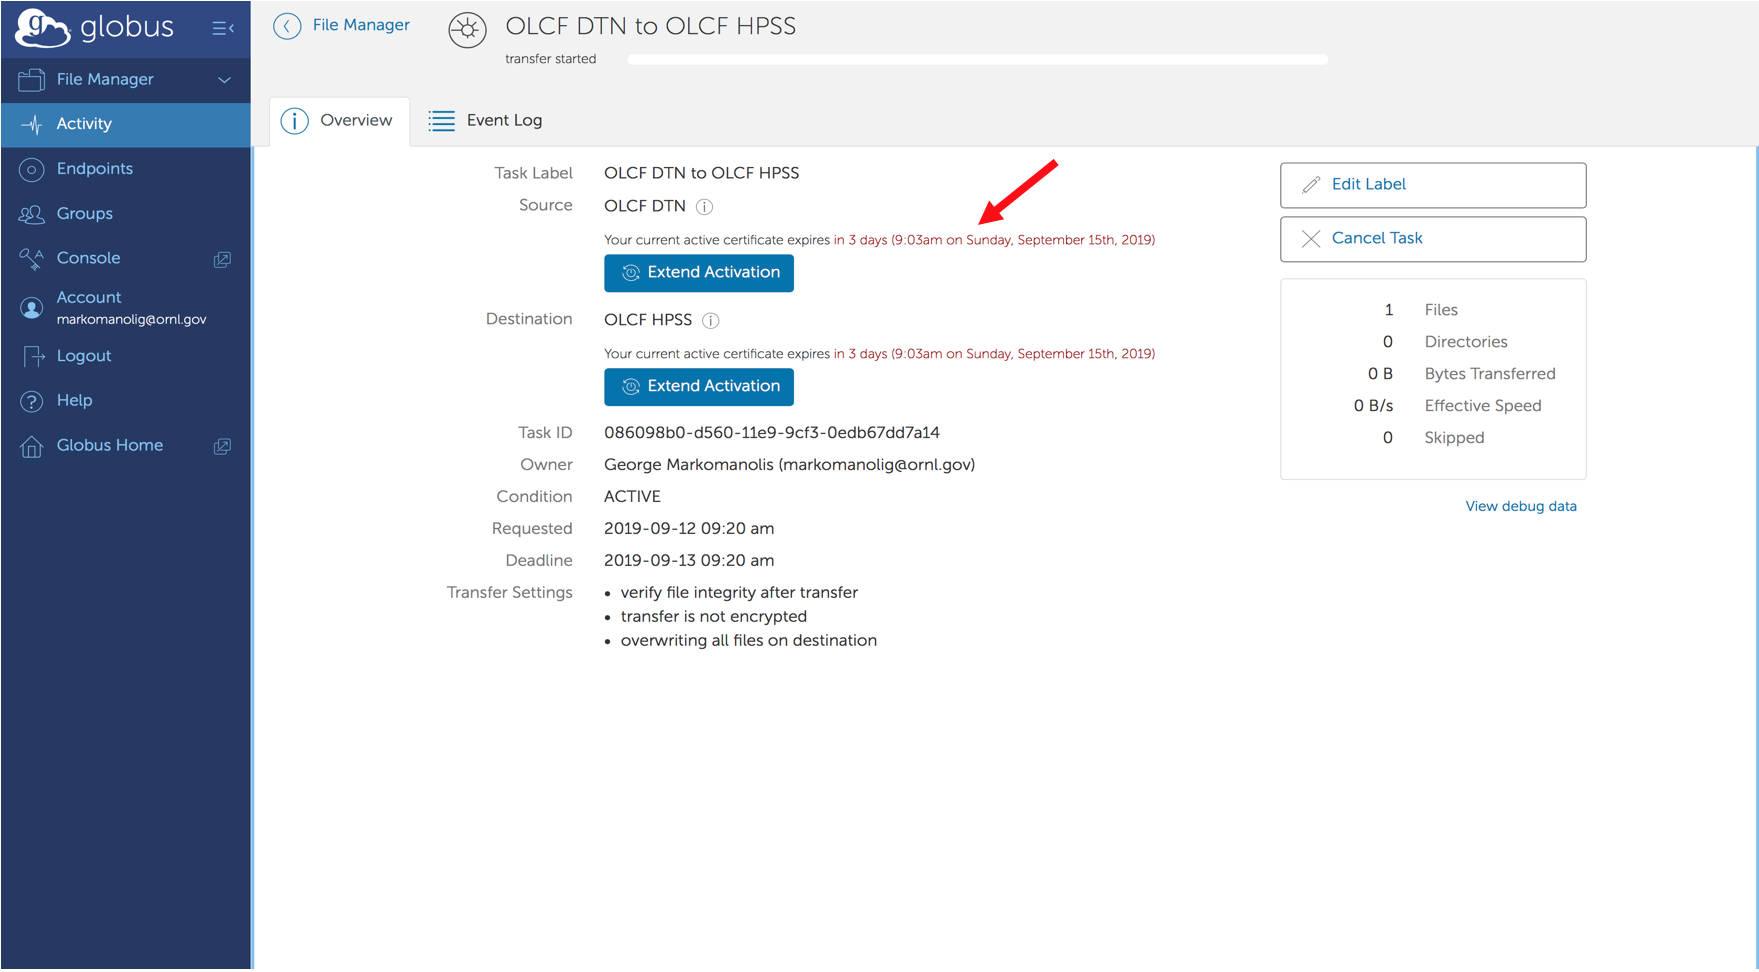 globus
File Manager
Activity
Endpoints
Groups
Console
Account
markomanolig@ornl.gov
Logout
Help
Globus Home
File Manager
OLCF DTN to OLCF HPSS
transfer started
Overview
Event Log
Task Label OLCF DTN to OLCF HPSS
Source OLCF DTN
Your current active certificate expires in 3 days (9:03am on Sunday, September 15th, 2019)
Extend Activation
Destination OLCF HPSS
Your current active certificate expires in 3 days (9:03am on Sunday, September 15th, 2019)
Extend Activation
Task ID 086098b0-d560-11e9-9cf3-0edb67dd7a14
Owner George Markomanolis (markomanolig@ornl.gov)
Condition ACTIVE
Requested 2019-09-12 09:20 am
Deadline 2019-09-13 09:20 am
Transfer Settings • verify file integrity after transfer
• transfer is not encrypted
• overwriting all files on destination
Edit Label
Cancel Task
1 Files
0 Directories
0 B Bytes Transferred
0 B/s Effective Speed
0 Skipped
View debug data